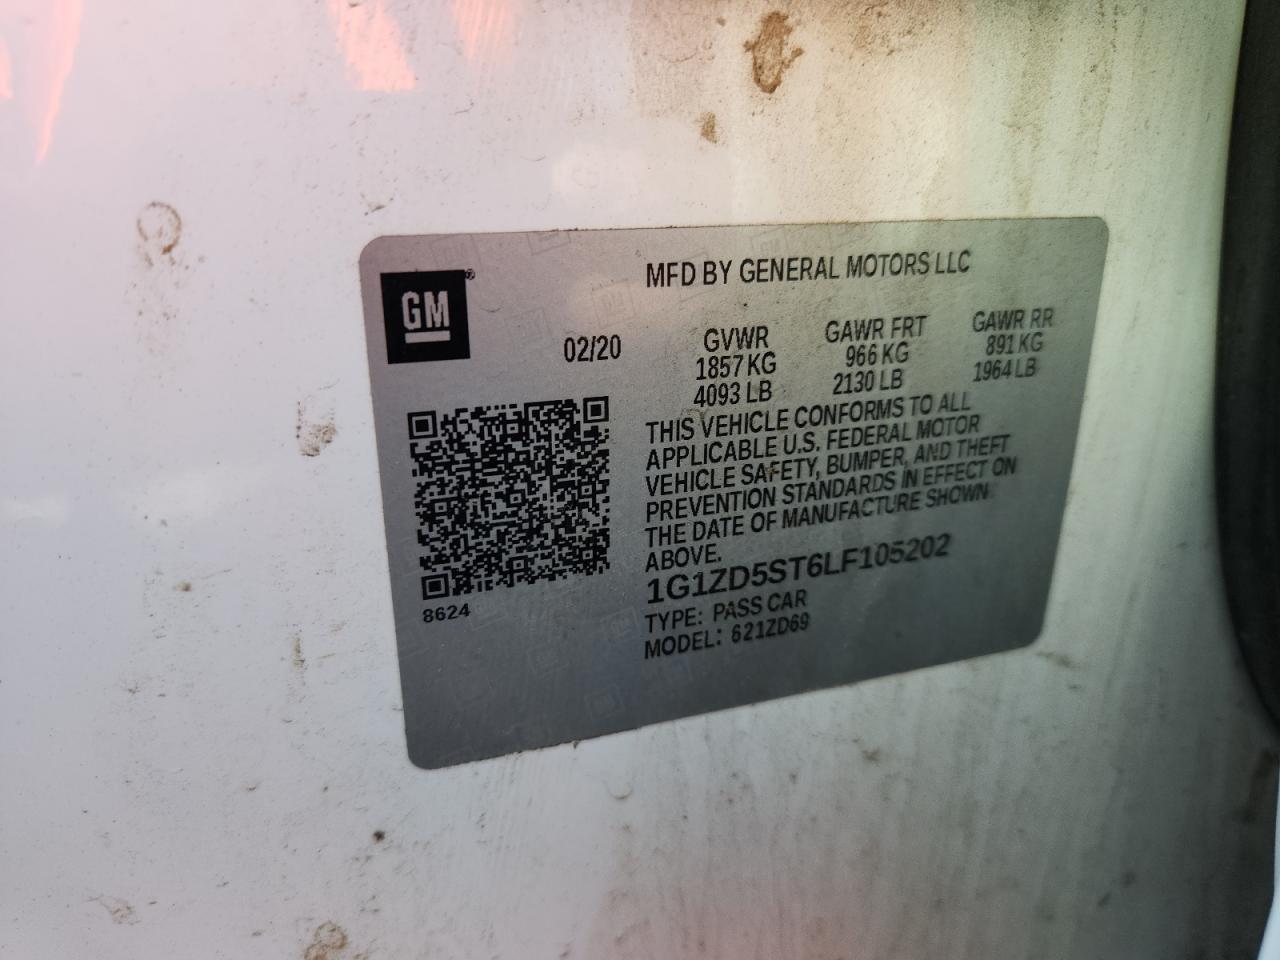 GM
MFD BY GENERAL MOTORS LLC
02/20
GVWR GAWR FRT GAWR RR
1857 KG 966 KG 891 KG
4093 LB 2130 LB 1964 LB
THIS VEHICLE CONFORMS TO ALL
APPLICABLE U.S. FEDERAL MOTOR
VEHICLE SAFETY, BUMPER, AND THEFT
PREVENTION STANDARDS IN EFFECT ON
THE DATE OF MANUFACTURE SHOWN
ABOVE.
1G1ZD5ST6LF105202
TYPE: PASS CAR
MODEL: 621ZD69
8624